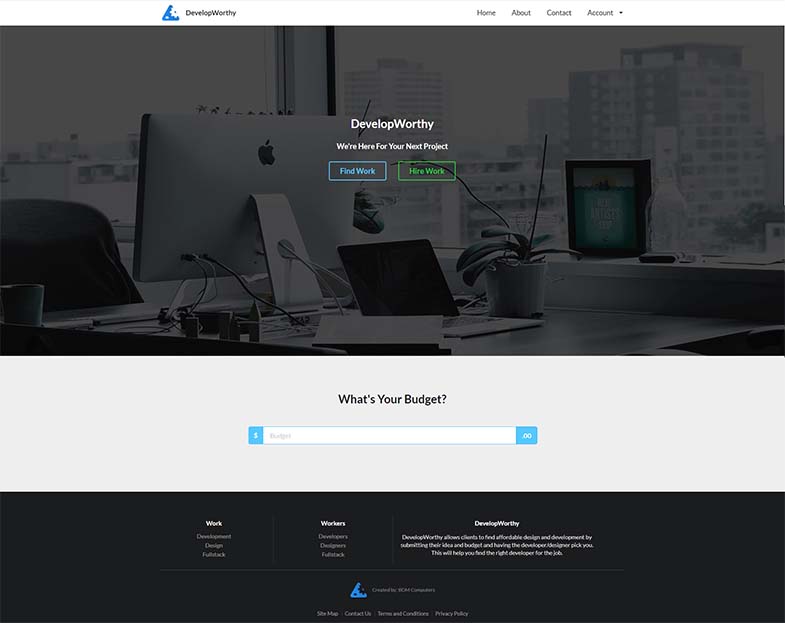 DevelopWorthy
Home About Contact Account
DevelopWorthy
We're Here For Your Next Project
Find Work Hire Work
What's Your Budget?
$ Budget .00
Work
Development
Design
Fullstack
Workers
Developers
Designers
Fullstack
DevelopWorthy
DevelopWorthy allows clients to find affordable design and development by
submitting their idea and budget and having the developer/designer pick you.
This will help you find the right developer for the job.
Created by: BDM Computers
Site Map Contact Us Terms and Conditions Privacy Policy